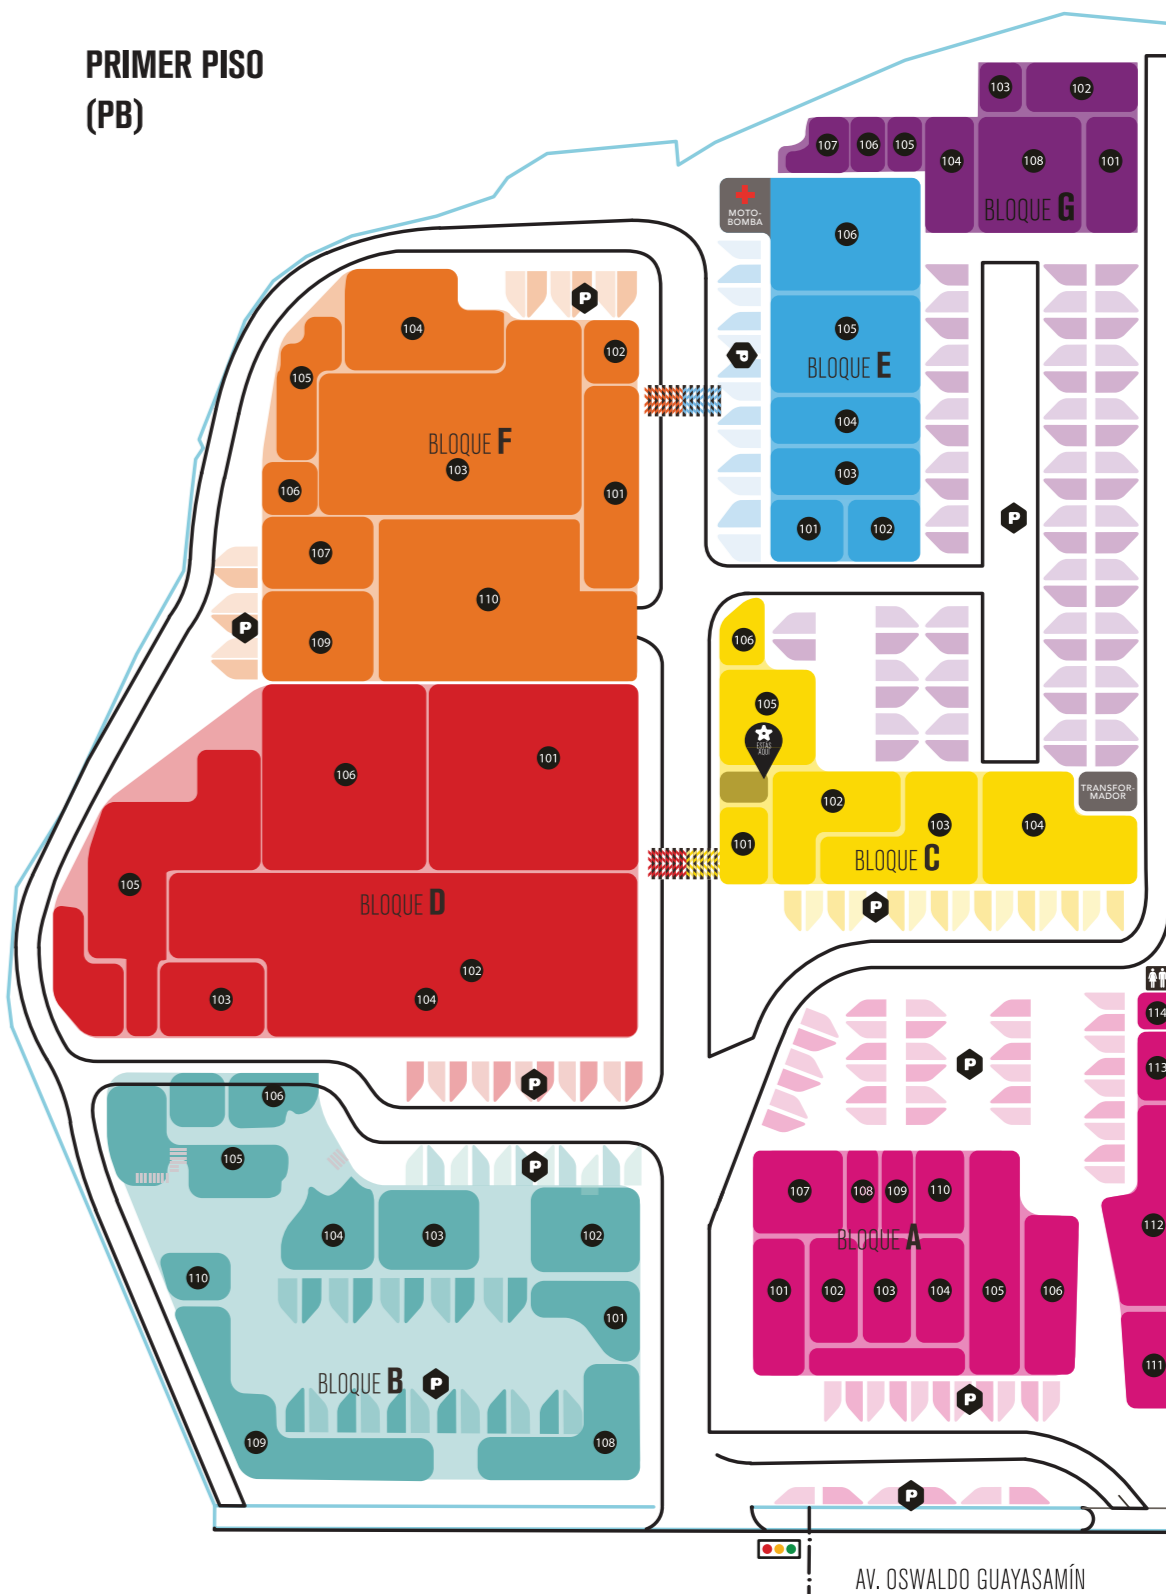 PRIMER PISO
(PB)
103
102
107
106
105
104
108
101
BLOQUE G
MOTO-
BOMBA
106
105
BLOQUE E
104
103
101
102
P
P
104
102
105
BLOQUE F
103
106
101
107
110
109
P
P
106
105
ESTÁS
AQUÍ
102
103
104
101
BLOQUE C
TRANSFOR-
MADOR
P
106
101
105
BLOQUE D
102
103
104
P
114
113
P
107
108
109
110
112
BLOQUE A
101
102
103
104
105
106
111
P
P
106
105
P
104
103
102
110
101
BLOQUE B
P
109
108
AV. OSWALDO GUAYASAMÍN